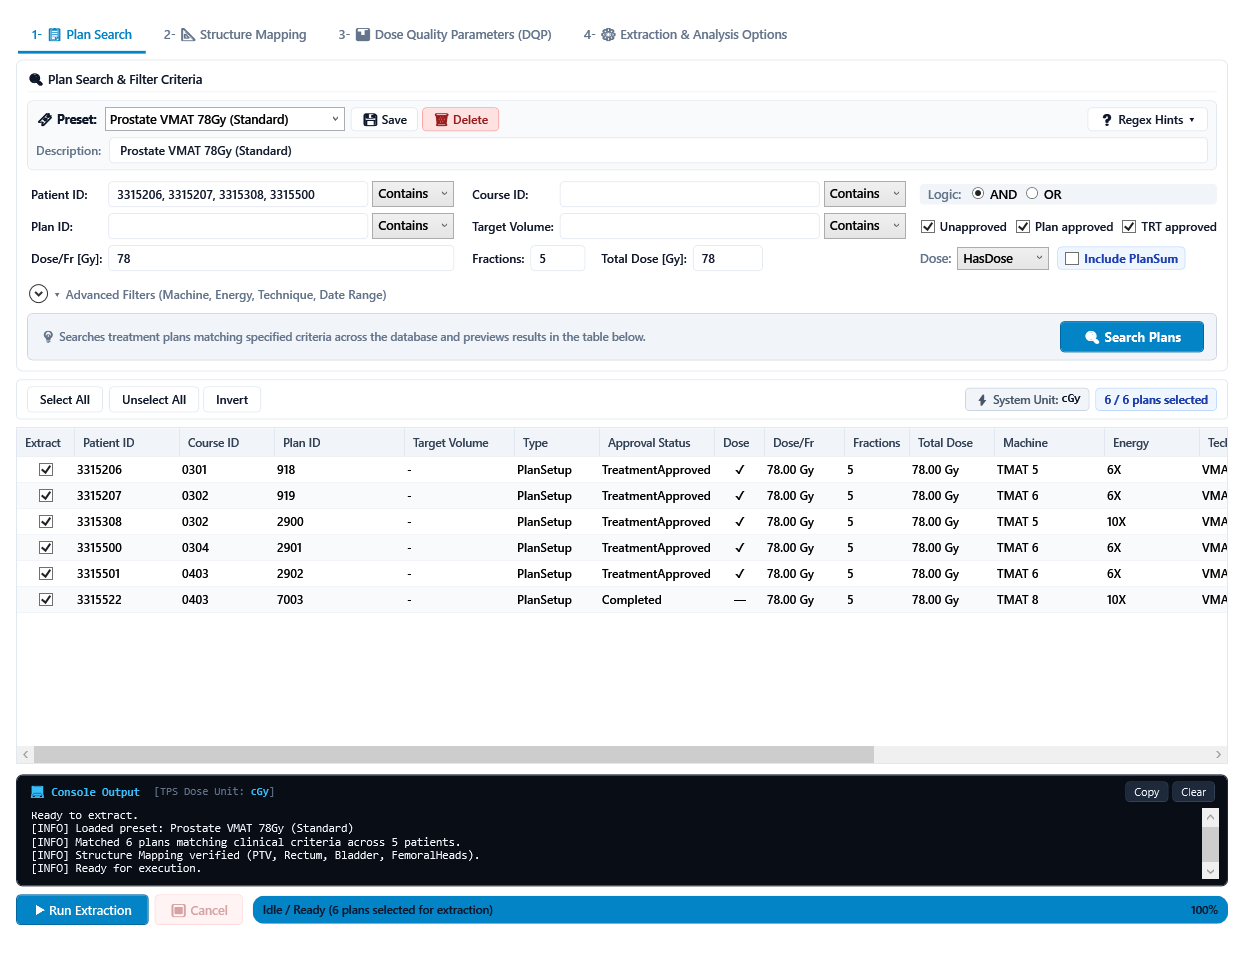 1- Plan Search 2- Structure Mapping 3- Dose Quality Parameters (DQP) 4- Extraction & Analysis Options
Plan Search & Filter Criteria
Preset: Prostate VMAT 78Gy (Standard) Save Delete ? Regex Hints ▾
Description: Prostate VMAT 78Gy (Standard)
Patient ID: 3315206, 3315207, 3315308, 3315500 Contains Course ID: Contains Logic: AND OR
Plan ID: Contains Target Volume: Contains Unapproved Plan approved TRT approved
Dose/Fr [Gy]: 78 Fractions: 5 Total Dose [Gy]: 78 Dose: HasDose Include PlanSum
▾ Advanced Filters (Machine, Energy, Technique, Date Range)
Searches treatment plans matching specified criteria across the database and previews results in the table below. Search Plans
Select All Unselect All Invert System Unit: cGy 6 / 6 plans selected
Extract Patient ID Course ID Plan ID Target Volume Type Approval Status Dose Dose/Fr Fractions Total Dose Machine Energy Tecl
3315206 0301 918 - PlanSetup TreatmentApproved ✓ 78.00 Gy 5 78.00 Gy TMAT 5 6X VMA
3315207 0302 919 - PlanSetup TreatmentApproved ✓ 78.00 Gy 5 78.00 Gy TMAT 6 6X VMA
3315308 0302 2900 - PlanSetup TreatmentApproved ✓ 78.00 Gy 5 78.00 Gy TMAT 5 10X VMA
3315500 0304 2901 - PlanSetup TreatmentApproved ✓ 78.00 Gy 5 78.00 Gy TMAT 6 6X VMA
3315501 0403 2902 - PlanSetup TreatmentApproved ✓ 78.00 Gy 5 78.00 Gy TMAT 6 6X VMA
3315522 0403 7003 - PlanSetup Completed — 78.00 Gy 5 78.00 Gy TMAT 8 10X VMA
Console Output [TPS Dose Unit: cGy] Copy Clear
Ready to extract.
[INFO] Loaded preset: Prostate VMAT 78Gy (Standard)
[INFO] Matched 6 plans matching clinical criteria across 5 patients.
[INFO] Structure Mapping verified (PTV, Rectum, Bladder, FemoralHeads).
[INFO] Ready for execution.
Run Extraction Cancel Idle / Ready (6 plans selected for extraction) 100%